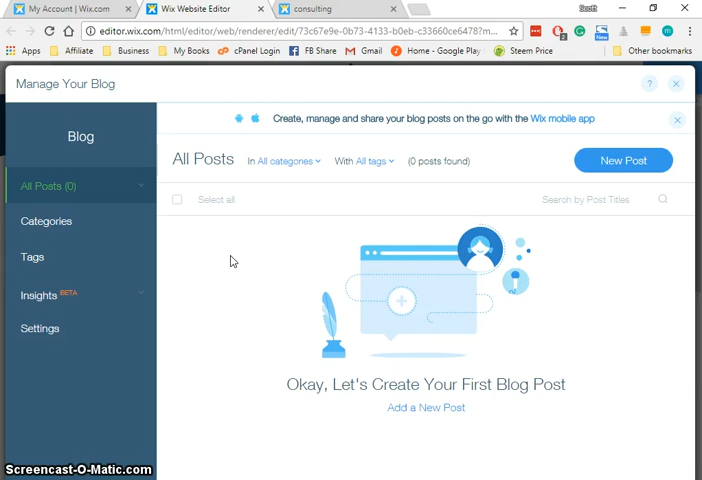 My Account | Wix.com
Wix Website Editor
consulting
editor.wix.com/html/editor/web/renderer/edit/73c67e9e-0b73-4133-b0eb-c33660ce6478?m...
Apps
Affiliate
Business
My Books
cPanel Login
FB Share
Gmail
Home - Google Play
Steem Price
Other bookmarks
Manage Your Blog
?
Blog
Create, manage and share your blog posts on the go with the Wix mobile app
All Posts In All categories With All tags (0 posts found)
New Post
All Posts (0)
Select all
Search by Post Titles
Categories
Tags
Insights BETA
Settings
Okay, Let's Create Your First Blog Post
Add a New Post
Screencast-O-Matic.com